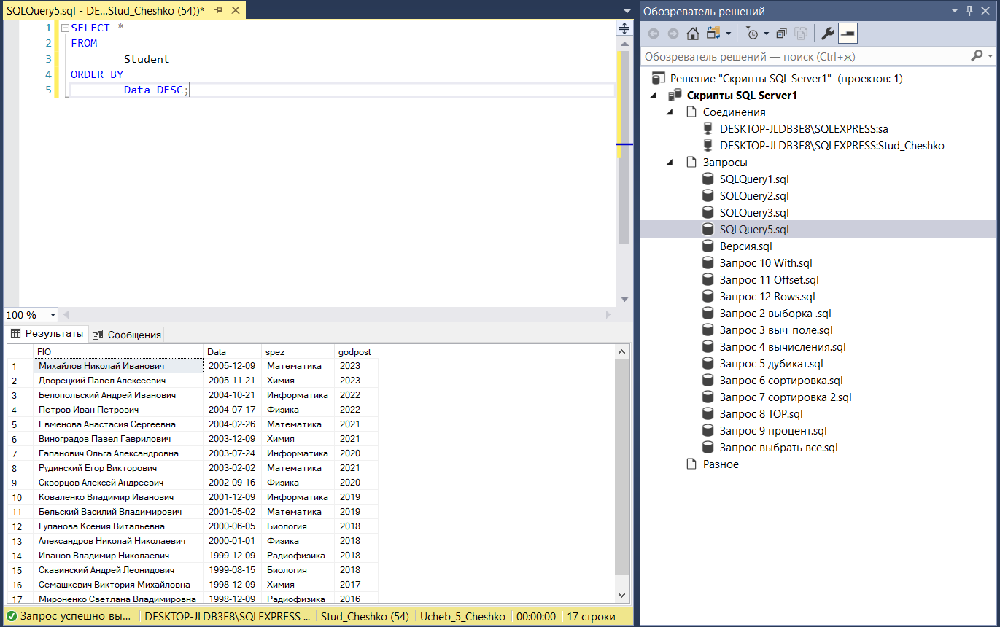 SQLQuery5.sql - DE...Stud_Cheshko (54))*
1 SELECT *
2 FROM
3 Student
4 ORDER BY
5 Data DESC;
100 %
Результаты Сообщения
FIO Data spez godpost
1 Михайлов Николай Иванович 2005-12-09 Математика 2023
2 Дворецкий Павел Алексеевич 2005-11-21 Химия 2023
3 Белопольский Андрей Иванович 2004-10-21 Информатика 2022
4 Петров Иван Петрович 2004-07-17 Физика 2022
5 Евменова Анастасия Сергеевна 2004-02-26 Математика 2021
6 Виноградов Павел Гаврилович 2003-12-09 Химия 2021
7 Гапанович Ольга Александровна 2003-07-24 Информатика 2020
8 Рудинский Егор Викторович 2003-02-02 Математика 2021
9 Скворцов Алексей Андреевич 2002-09-16 Физика 2020
10 Коваленко Владимир Иванович 2001-12-09 Информатика 2019
11 Бельский Василий Владимирович 2001-05-02 Математика 2019
12 Гупанова Ксения Витальевна 2000-06-05 Биология 2018
13 Александров Николай Николаевич 2000-01-01 Физика 2018
14 Иванов Владимир Николаевич 1999-12-09 Радиофизика 2018
15 Скавинский Андрей Леонидович 1999-08-15 Биология 2018
16 Семашкевич Виктория Михайловна 1998-12-09 Химия 2017
17 Мироненко Светлана Владимировна 1998-12-09 Радиофизика 2016
Запрос успешно вы... DESKTOP-JLDB3E8\SQLEXPRESS ... Stud_Cheshko (54) Ucheb_5_Cheshko 00:00:00 17 строки
Обозреватель решений
Обозреватель решений — поиск (Ctrl+ж)
Решение "Скрипты SQL Server1" (проектов: 1)
Скрипты SQL Server1
Соединения
DESKTOP-JLDB3E8\SQLEXPRESS:sa
DESKTOP-JLDB3E8\SQLEXPRESS:Stud_Cheshko
Запросы
SQLQuery1.sql
SQLQuery2.sql
SQLQuery3.sql
SQLQuery5.sql
Версия.sql
Запрос 10 With.sql
Запрос 11 Offset.sql
Запрос 12 Rows.sql
Запрос 2 выборка .sql
Запрос 3 выч_поле.sql
Запрос 4 вычисления.sql
Запрос 5 дубикат.sql
Запрос 6 сортировка.sql
Запрос 7 сортировка 2.sql
Запрос 8 TOP.sql
Запрос 9 процент.sql
Запрос выбрать все.sql
Разное